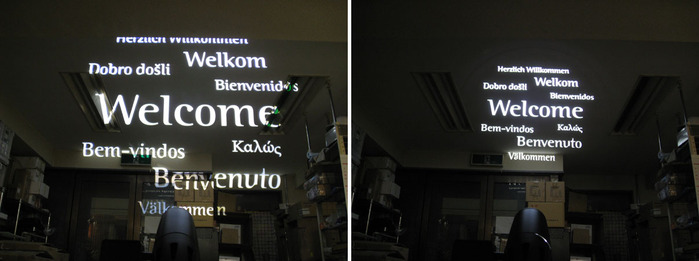 Herzlich Willkommen
Welkom
Dobro došli
Bienvenidos
Welcome
Bem-vindos
Καλώς
Benvenuto
Välkommen
Herzlich Willkommen
Welkom
Dobro došli
Bienvenidos
Welcome
Bem-vindos
Καλώς
Benvenuto
Välkommen